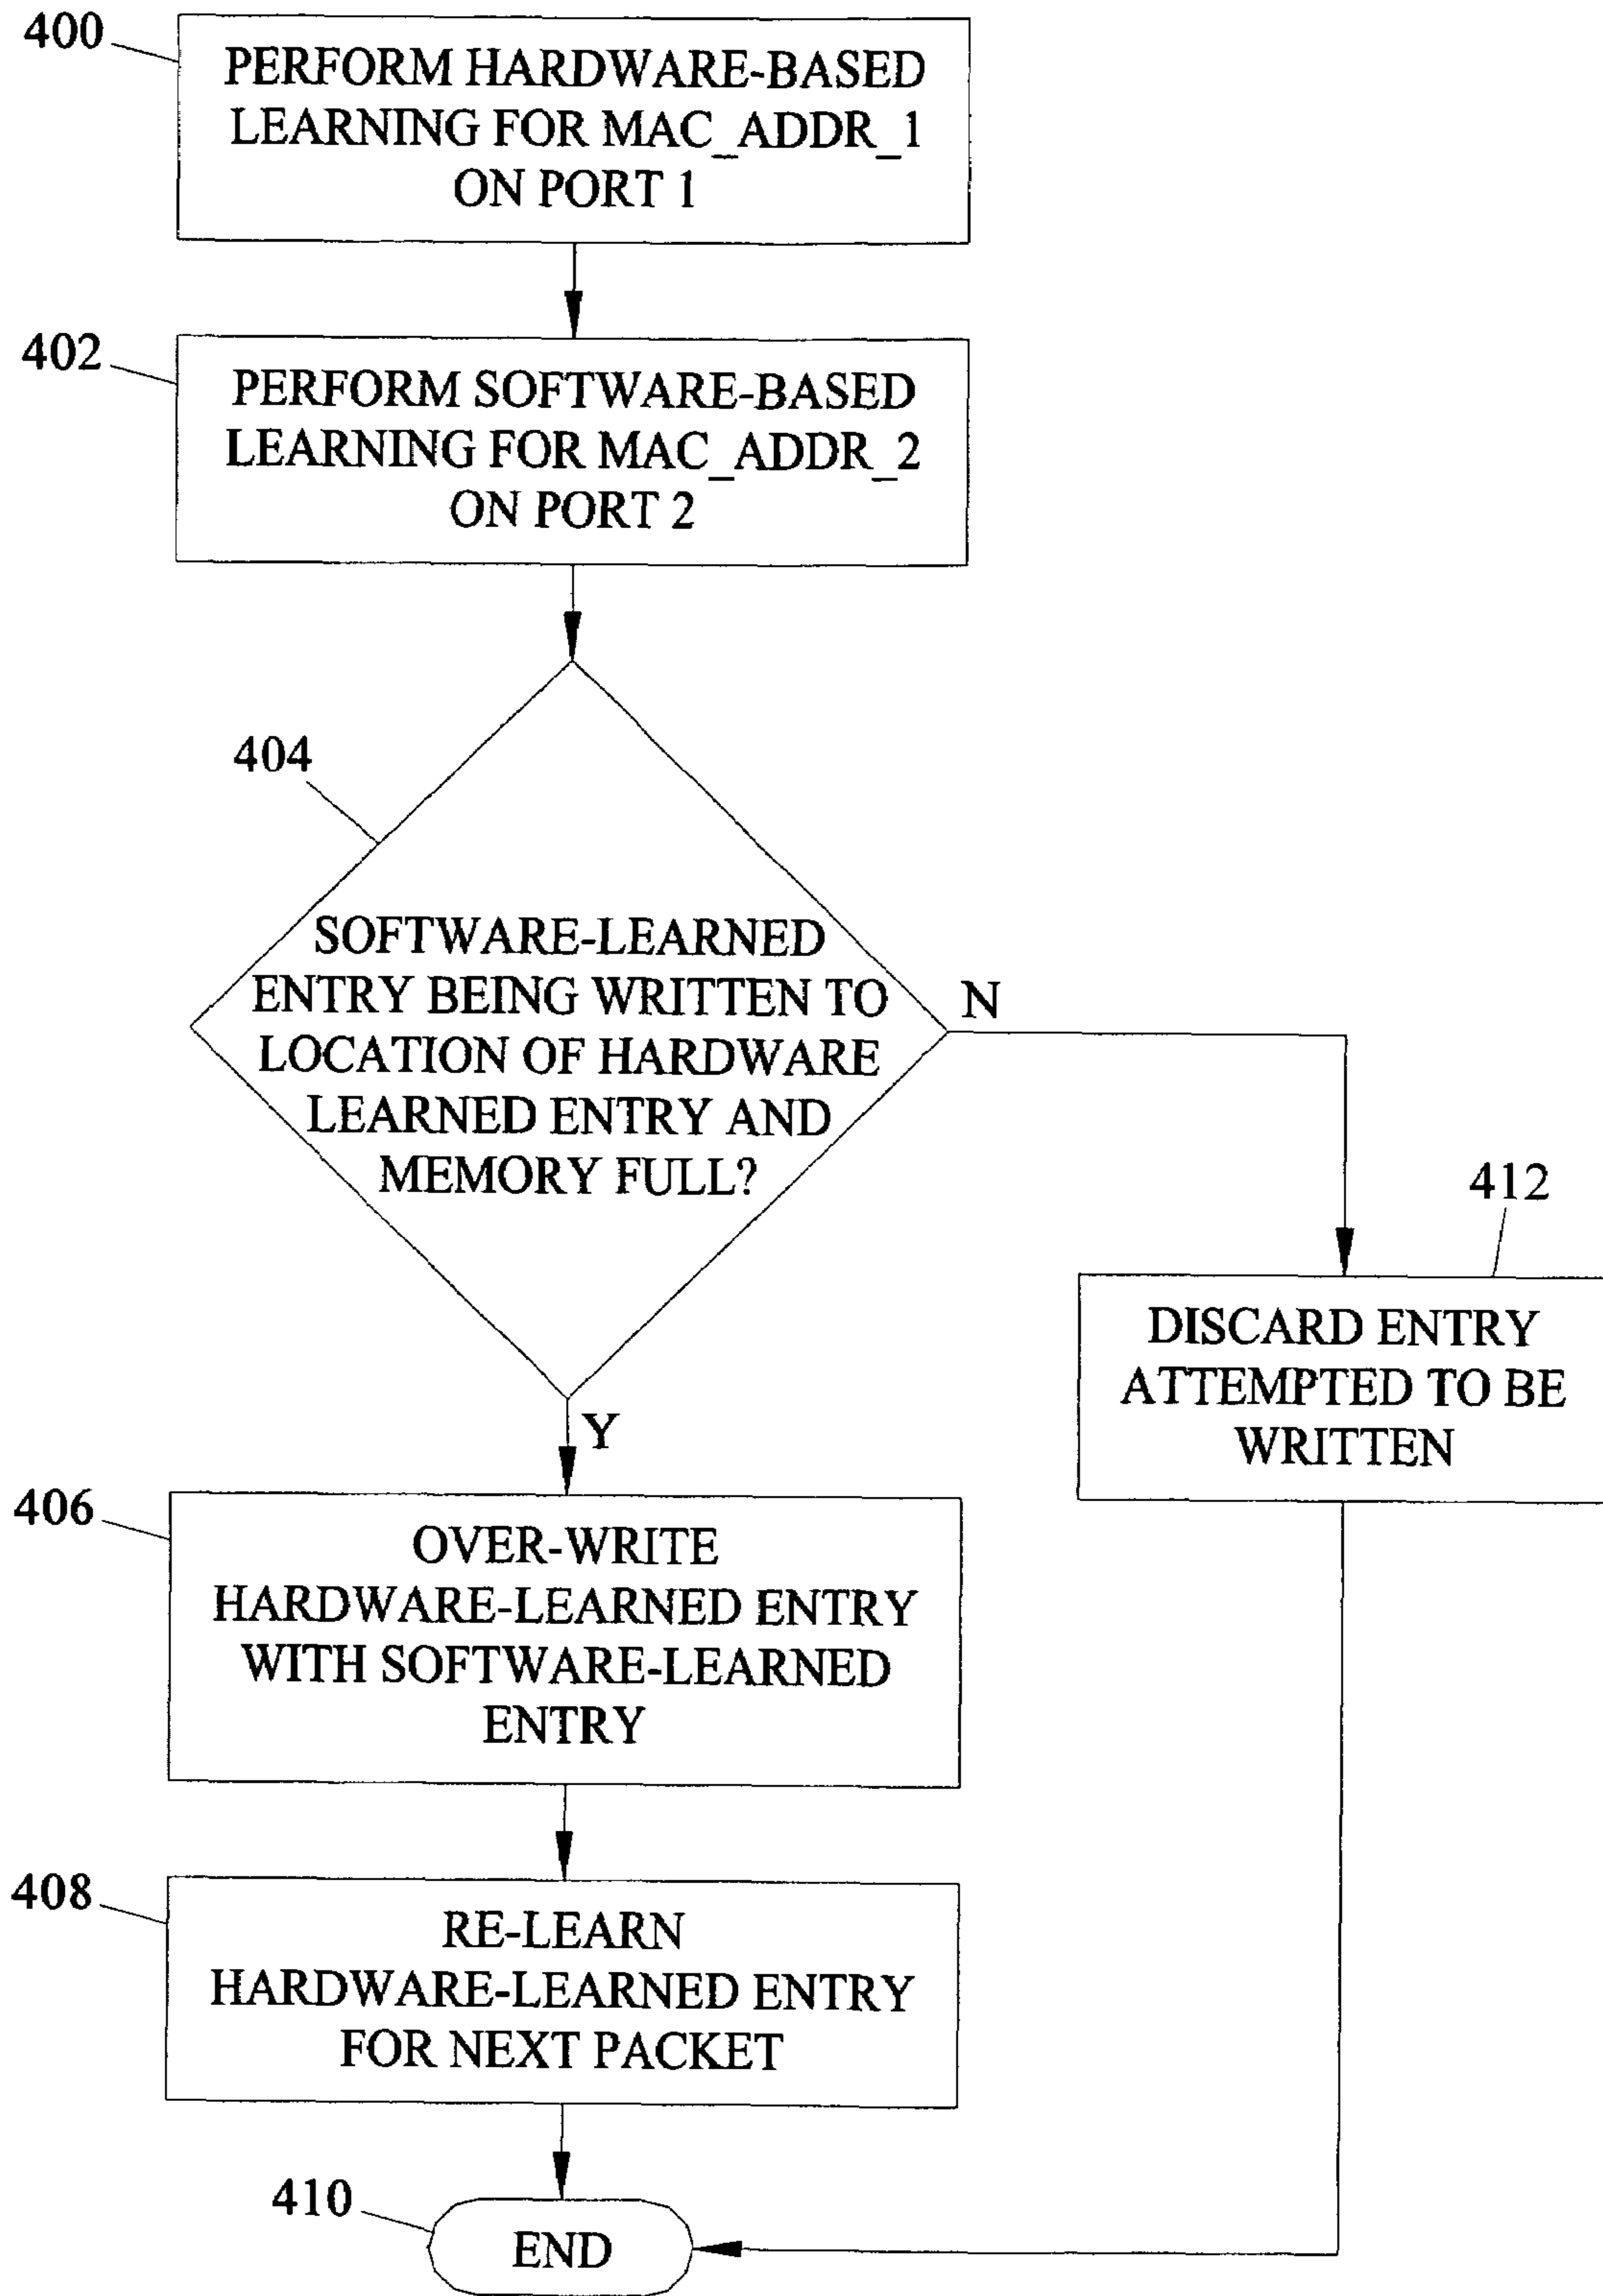 400
PERFORM HARDWARE-BASED
LEARNING FOR MAC_ADDR_1
ON PORT 1
402
PERFORM SOFTWARE-BASED
LEARNING FOR MAC_ADDR_2
ON PORT 2
404
SOFTWARE-LEARNED
ENTRY BEING WRITTEN TO
LOCATION OF HARDWARE
LEARNED ENTRY AND
MEMORY FULL?
N
Y
412
DISCARD ENTRY
ATTEMPTED TO BE
WRITTEN
406
OVER-WRITE
HARDWARE-LEARNED ENTRY
WITH SOFTWARE-LEARNED
ENTRY
408
RE-LEARN
HARDWARE-LEARNED ENTRY
FOR NEXT PACKET
410
END